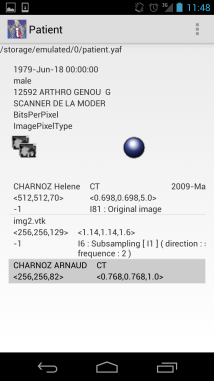 11:48
Patient
/storage/emulated/0/patient.yaf
1979-Jun-18 00:00:00
male
12592 ARTHRO GENOU G
SCANNER DE LA MODER
BitsPerPixel
ImagePixelType
CHARNOZ Helene CT 2009-Ma
<512,512,70> <0.698,0.698,5.0>
-1 I81 : Original image
img2.vtk
<256,256,129> <1.14,1.14,1.6>
-1 I6 : Subsampling [ I1 ] ( direction :
frequence : 2 )
CHARNOZ ARNAUD CT
<256,256,82> <0.768,0.768,1.0>